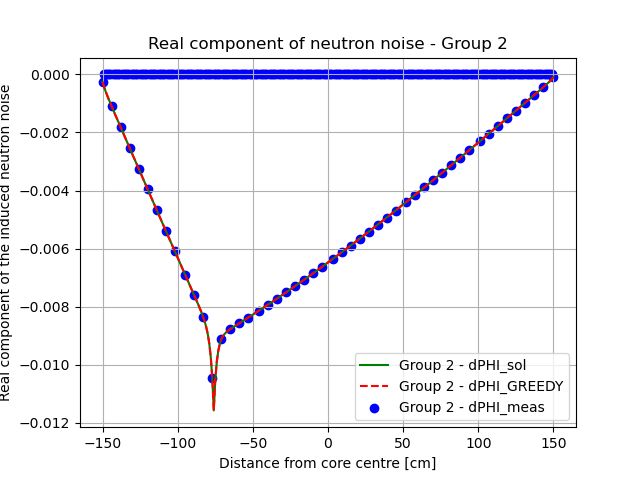 Real component of neutron noise - Group 2
Real component of the induced neutron noise
0.000
−0.002
−0.004
−0.006
−0.008
−0.010
−0.012
−150
−100
−50
0
50
100
150
Distance from core centre [cm]
Group 2 - dPHI_sol
Group 2 - dPHI_GREEDY
Group 2 - dPHI_meas